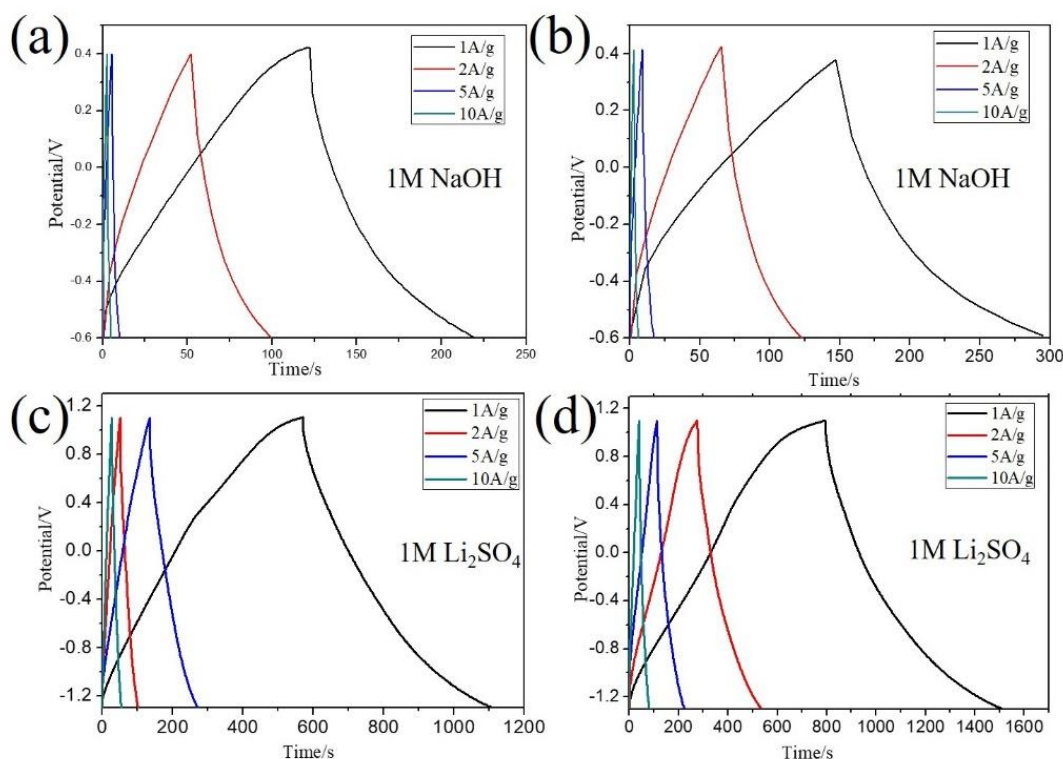 (a)
0.4
0.2
0.0
-0.2
-0.4
-0.6
Potential/V
1A/g
2A/g
5A/g
10A/g
1M NaOH
0
50
100
150
200
250
Time/s
(b)
0.4
0.2
0.0
-0.2
-0.4
-0.6
Potential/V
1A/g
2A/g
5A/g
10A/g
1M NaOH
0
50
100
150
200
250
300
Time/s
(c)
1.2
0.8
0.4
0.0
-0.4
-0.8
-1.2
Potential/V
1A/g
2A/g
5A/g
10A/g
1M Li₂SO₄
0
200
400
600
800
1000
1200
Time/s
(d)
1.2
0.8
0.4
0.0
-0.4
-0.8
-1.2
Potential/V
1A/g
2A/g
5A/g
10A/g
1M Li₂SO₄
0
200
400
600
800
1000
1200
1400
1600
Time/s